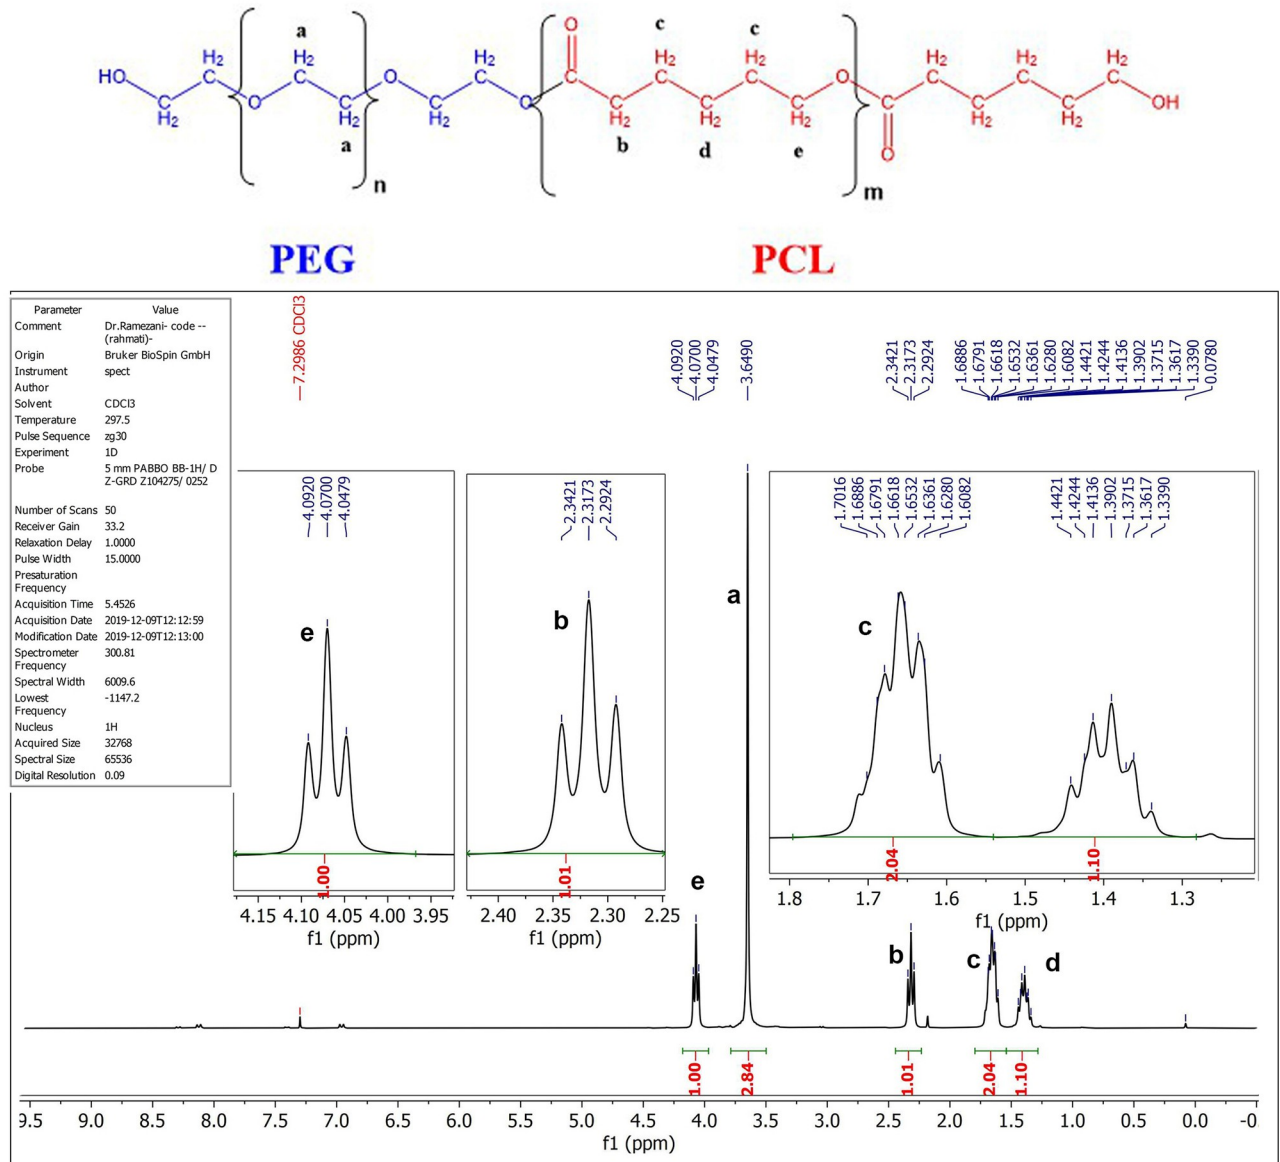 a
c
c
O
H₂
H₂
H₂
H₂
H₂
H₂
H₂
H₂
HO
O
O
O
O
OH
H₂
H₂
H₂
H₂
H₂
H₂
H₂
H₂
O
a
b
d
e
n
m
PEG
PCL
Parameter Value
Comment Dr.Ramezani- code --
(rahmati)-
Origin Bruker BioSpin GmbH
Instrument spect
Author
Solvent CDCl3
Temperature 297.5
Pulse Sequence zg30
Experiment 1D
Probe 5 mm PABBO BB-1H/ D
Z-GRD Z104275/ 0252
Number of Scans 50
Receiver Gain 33.2
Relaxation Delay 1.0000
Pulse Width 15.0000
Presaturation
Frequency
Acquisition Time 5.4526
Acquisition Date 2019-12-09T12:12:59
Modification Date 2019-12-09T12:13:00
Spectrometer 300.81
Frequency
Spectral Width 6009.6
Lowest -1147.2
Frequency
Nucleus 1H
Acquired Size 32768
Spectral Size 65536
Digital Resolution 0.09
7.2986 CDCl3
4.0920
4.0700
4.0479
3.6490
2.3421
2.3173
2.2924
1.6886
1.6791
1.6618
1.6532
1.6361
1.6280
1.6082
1.4421
1.4244
1.4136
1.3902
1.3715
1.3617
1.3390
0.0780
4.0920
4.0700
4.0479
e
1.00
4.15 4.10 4.05 4.00 3.95
f1 (ppm)
2.3421
2.3173
2.2924
b
1.01
2.40 2.35 2.30 2.25
f1 (ppm)
a
1.7016
1.6886
1.6791
1.6618
1.6532
1.6361
1.6280
1.6082
1.4421
1.4244
1.4136
1.3902
1.3715
1.3617
1.3390
c
2.04
1.10
1.8 1.7 1.6 1.5 1.4 1.3
f1 (ppm)
e
b
c
d
1.00
2.84
1.01
2.04
1.10
9.5 9.0 8.5 8.0 7.5 7.0 6.5 6.0 5.5 5.0 4.5 4.0 3.5 3.0 2.5 2.0 1.5 1.0 0.5 0.0 -0
f1 (ppm)